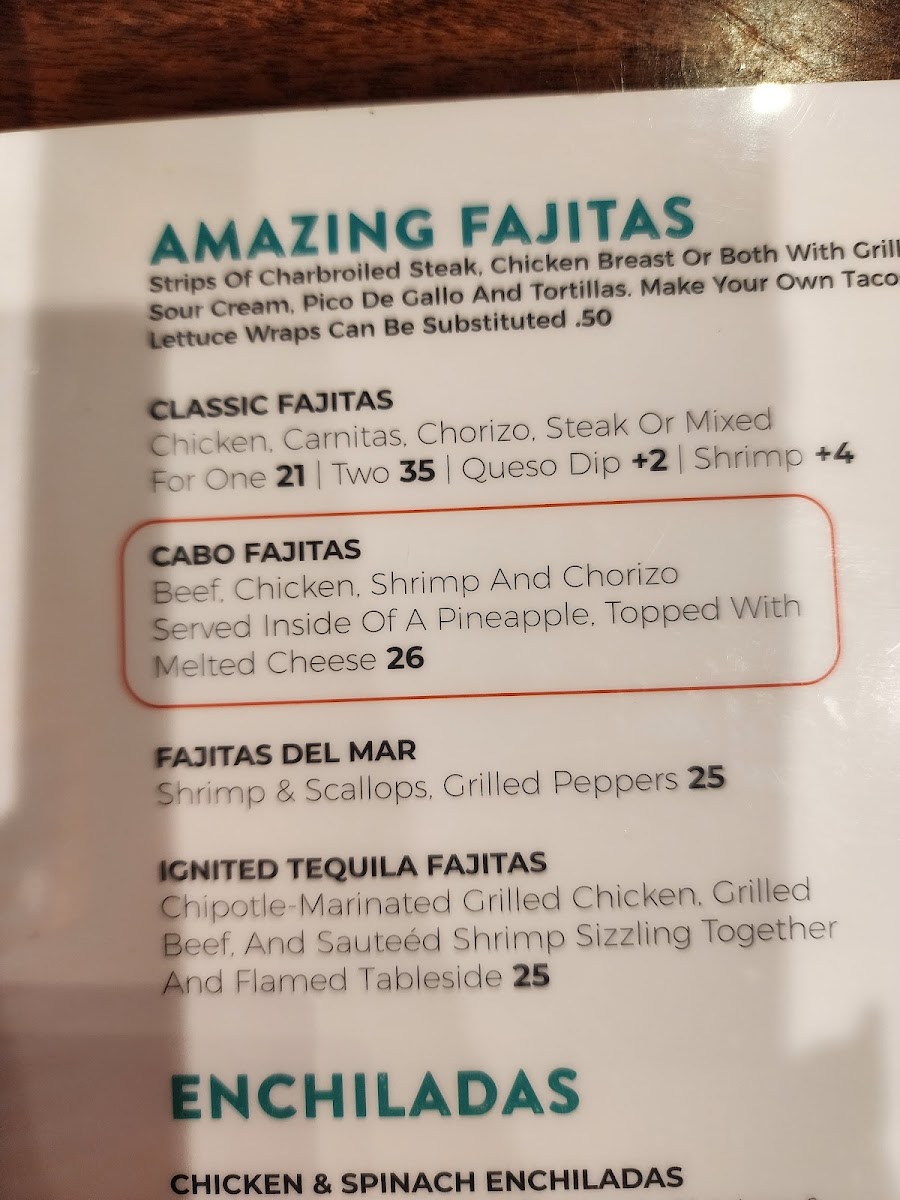 AMAZING FAJITAS
Strips Of Charbroiled Steak, Chicken Breast Or Both With Grill
Sour Cream, Pico De Gallo And Tortillas. Make Your Own Taco
Lettuce Wraps Can Be Substituted .50
CLASSIC FAJITAS
Chicken, Carnitas, Chorizo, Steak Or Mixed
For One 21 | Two 35 | Queso Dip +2 | Shrimp +4
CABO FAJITAS
Beef, Chicken, Shrimp And Chorizo
Served Inside Of A Pineapple, Topped With
Melted Cheese 26
FAJITAS DEL MAR
Shrimp & Scallops, Grilled Peppers 25
IGNITED TEQUILA FAJITAS
Chipotle-Marinated Grilled Chicken, Grilled
Beef, And Sauteéd Shrimp Sizzling Together
And Flamed Tableside 25
ENCHILADAS
CHICKEN & SPINACH ENCHILADAS